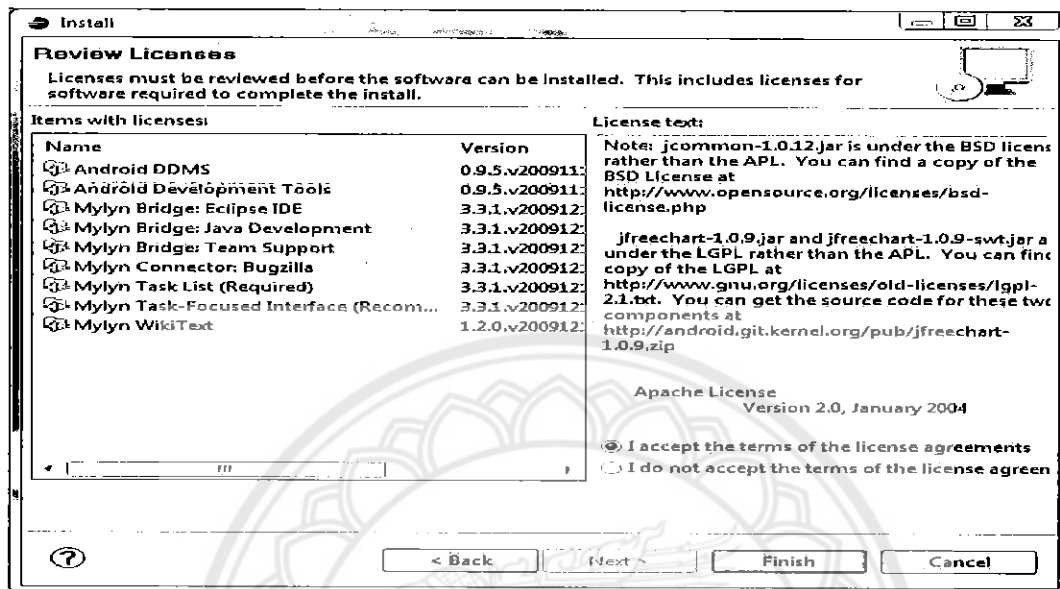 Install
Review Licenses
Licenses must be reviewed before the software can be installed. This includes licenses for
software required to complete the install.
Items with licenses:
Name Version
Android DDMS 0.9.5.v200911
Android Development Tools 0.9.5.v200911
Mylyn Bridge: Eclipse IDE 3.3.1.v200912
Mylyn Bridge: Java Development 3.3.1.v200912
Mylyn Bridge: Team Support 3.3.1.v200912
Mylyn Connector: Bugzilla 3.3.1.v200912
Mylyn Task List (Required) 3.3.1.v200912
Mylyn Task-Focused Interface (Recom... 3.3.1.v200912
Mylyn WikiText 1.2.0.v200912
License text:
Note: jcommon-1.0.12.jar is under the BSD licens
rather than the APL. You can find a copy of the
BSD License at
http://www.opensource.org/licenses/bsd-
license.php
jfreechart-1.0.9.jar and jfreechart-1.0.9-swt.jar a
under the LGPL rather than the APL. You can find
copy of the LGPL at
http://www.gnu.org/licenses/old-licenses/lgpl-
2.1.txt. You can get the source code for these two
components at
http://android.git.kernel.org/pub/jfreechart-
1.0.9.zip
Apache License
Version 2.0, January 2004
I accept the terms of the license agreements
I do not accept the terms of the license agreen
< Back
Next >
Finish
Cancel